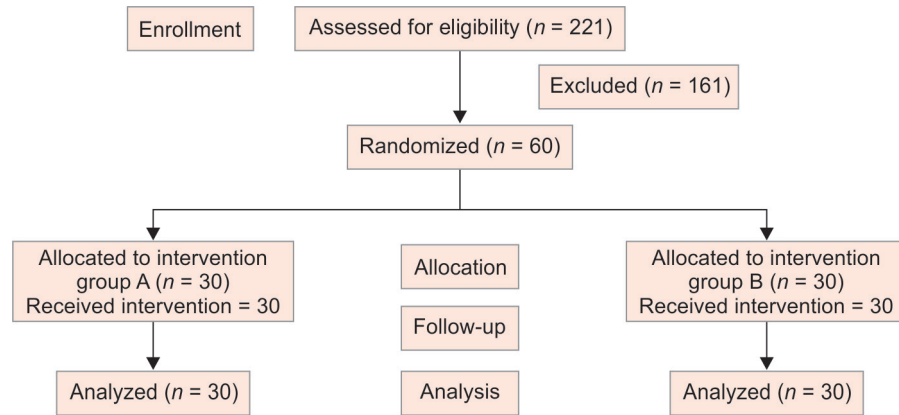 Enrollment
Assessed for eligibility (n = 221)
Excluded (n = 161)
Randomized (n = 60)
Allocated to intervention
group A (n = 30)
Received intervention = 30
Allocation
Allocated to intervention
group B (n = 30)
Received intervention = 30
Follow-up
Analyzed (n = 30)
Analysis
Analyzed (n = 30)